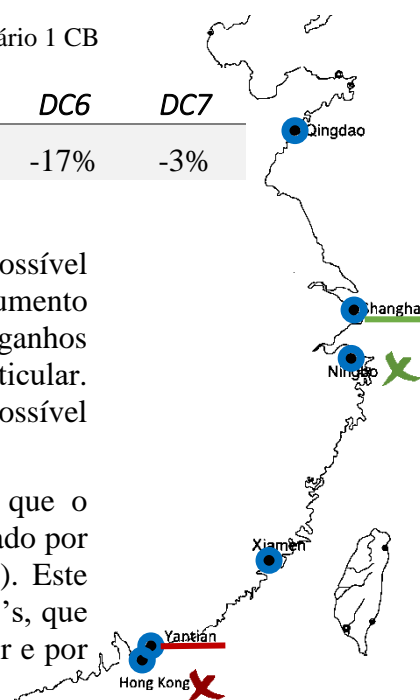 ário 1 CB
DC6 DC7
-17% -3%
ossível
umento
ganhos
ticular.
ossível
que o
ado por
). Este
's, que
r e por
Qingdao
Shangha
Ningbo
Xiamen
Yantian
Hong Kong